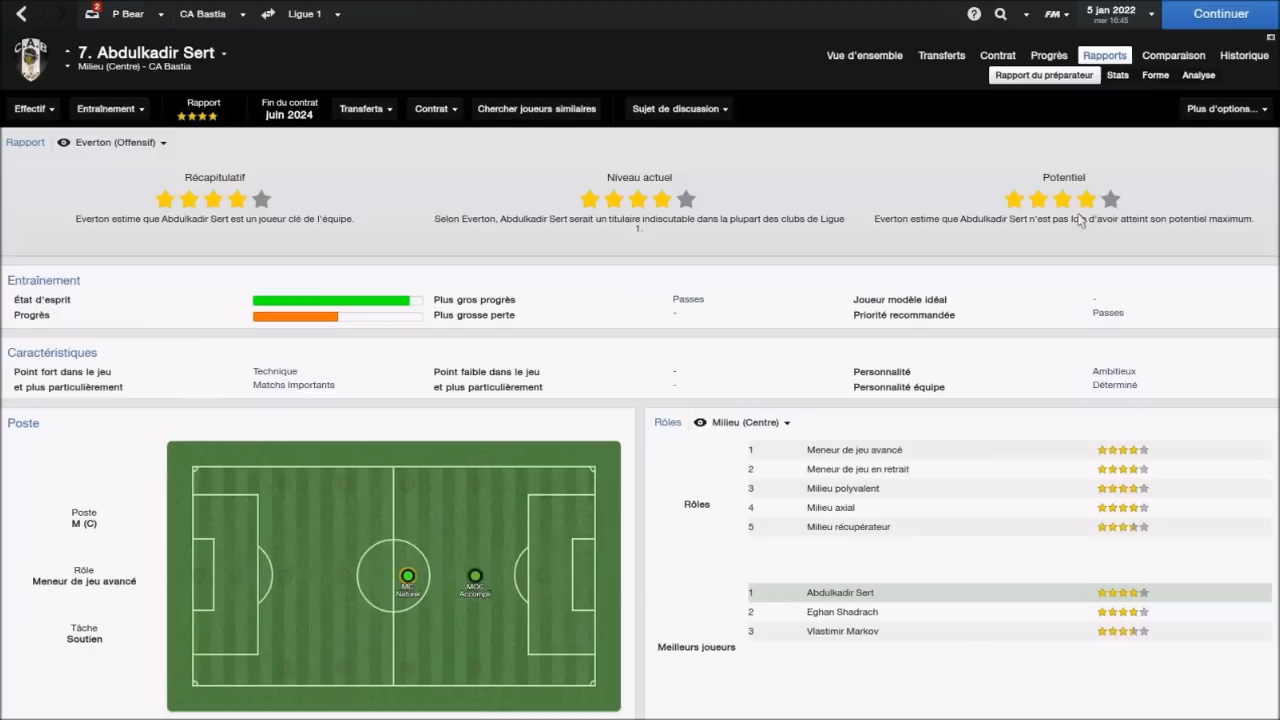 2
P Bear
CA Bastia
Ligue 1
FM
5 jan 2022
mer 16:45
Continuer
CAB
7. Abdulkadir Sert
Milieu (Centre) - CA Bastia
Vue d'ensemble Transferts Contrat Progrès Rapports Comparaison Historique
Rapport du préparateur Stats Forme Analyse
Effectif Entraînement
Rapport
Fin du contrat
juin 2024
Transferts Contrat Chercher joueurs similaires Sujet de discussion Plus d'options...
Rapport Everton (Offensif)
Récapitulatif
Everton estime que Abdulkadir Sert est un joueur clé de l'équipe.
Niveau actuel
Selon Everton, Abdulkadir Sert serait un titulaire indiscutable dans la plupart des clubs de Ligue
1.
Potentiel
Everton estime que Abdulkadir Sert n'est pas d'avoir atteint son potentiel maximum.
Entraînement
État d'esprit Plus gros progrès Passes Joueur modèle idéal -
Progrès Plus grosse perte - Priorité recommandée Passes
Caractéristiques
Point fort dans le jeu Technique Point faible dans le jeu - Personnalité Ambitieux
et plus particulièrement Matchs importants et plus particulièrement - Personnalité équipe Déterminé
Poste
Poste
M (C)
Rôle
Meneur de jeu avancé
Tâche
Soutien
MC
Naturel
MOC
Accompli
Rôles Milieu (Centre)
Rôles
1 Meneur de jeu avancé
2 Meneur de jeu en retrait
3 Milieu polyvalent
4 Milieu axial
5 Milieu récupérateur
Meilleurs joueurs
1 Abdulkadir Sert
2 Eghan Shadrach
3 Vlastimir Markov